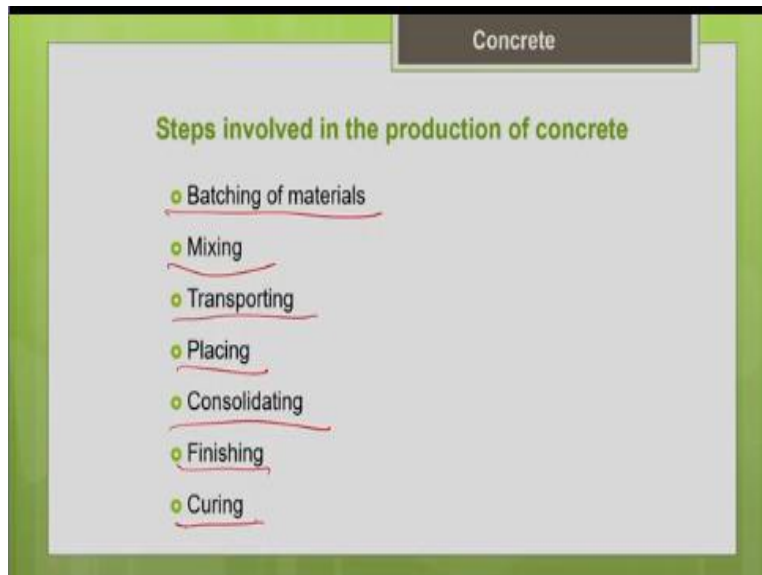 Concrete
Steps involved in the production of concrete
Batching of materials
Mixing
Transporting
Placing
Consolidating
Finishing
Curing